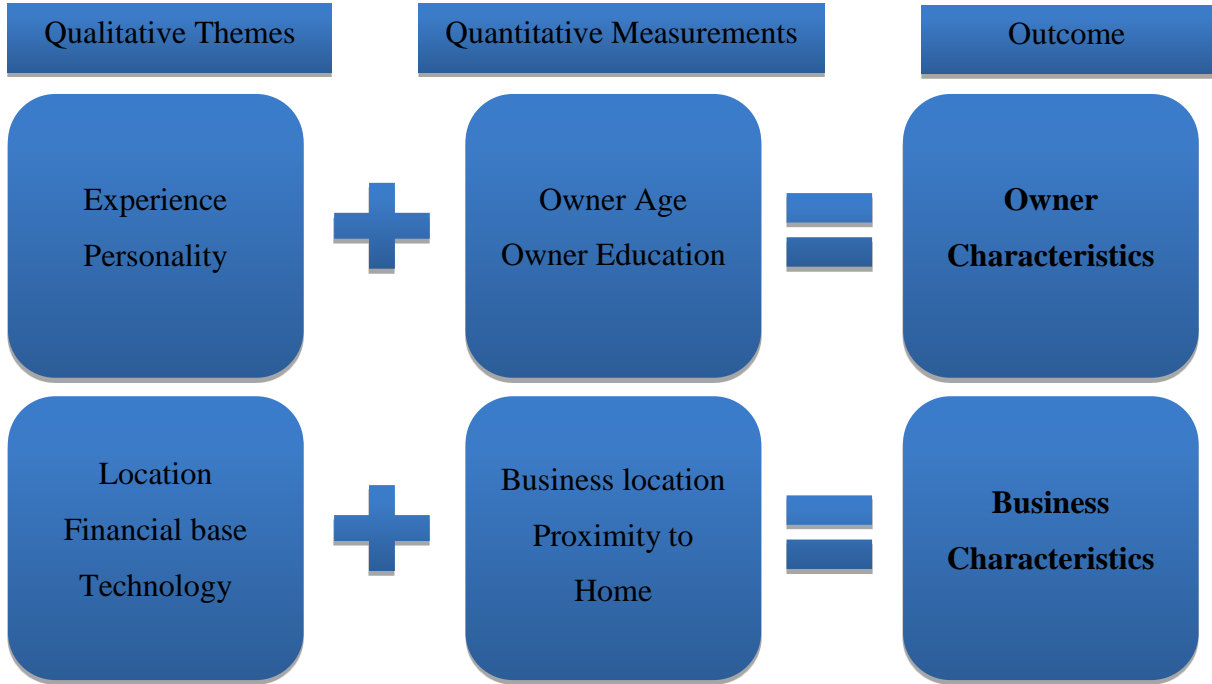 Qualitative Themes
Quantitative Measurements
Outcome
Experience
Personality
Owner Age
Owner Education
Owner
Characteristics
Location
Financial base
Technology
Business location
Proximity to
Home
Business
Characteristics